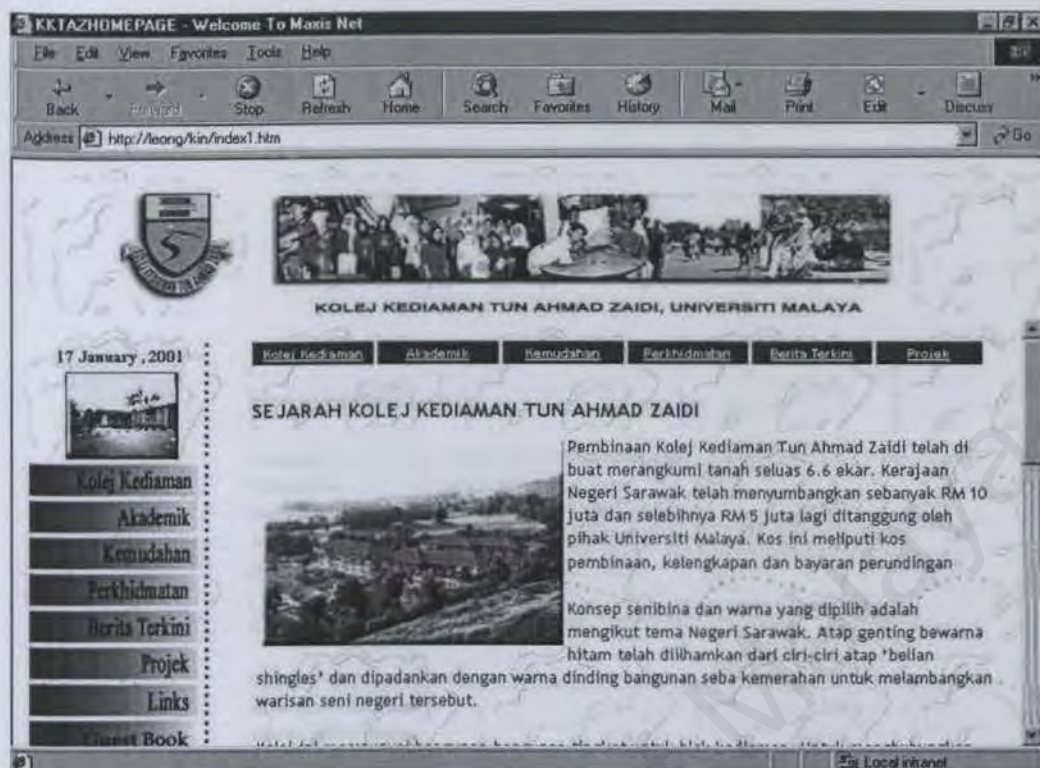 KKTAZHOMEPAGE - Welcome To Maxis Net
File Edit View Favorites Tools Help
Back Forward Stop Refresh Home Search Favorites History Mail Print Edit Discuss
Address http://leong/kin/index1.htm Go
KOLEJ KEDIAMAN TUN AHMAD ZAIDI, UNIVERSITI MALAYA
17 January , 2001
Kolej Kediaman Akademik Kemudahan Perkhidmatan Berita Terkini Projek
Kolej Kediaman
Akademik
Kemudahan
Perkhidmatan
Berita Terkini
Projek
Links
Guest Book
SEJARAH KOLEJ KEDIAMAN TUN AHMAD ZAIDI
Pembinaan Kolej Kediaman Tun Ahmad Zaidi telah di
buat merangkumi tanah seluas 6.6 ekar. Kerajaan
Negeri Sarawak telah menyumbangkan sebanyak RM 10
juta dan selebihnya RM 5 juta lagi ditanggung oleh
pihak Universiti Malaya. Kos ini meliputi kos
pembinaan, kelengkapan dan bayaran perundingan
Konsep senibina dan warna yang dipilih adalah
mengikut tema Negeri Sarawak. Atap genting bewarna
hitam telah diilhamkan dari ciri-ciri atap 'belian
shingles' dan dipadankan dengan warna dinding bangunan seba kemerahan untuk melambangkan
warisan seni negeri tersebut.
Local intranet